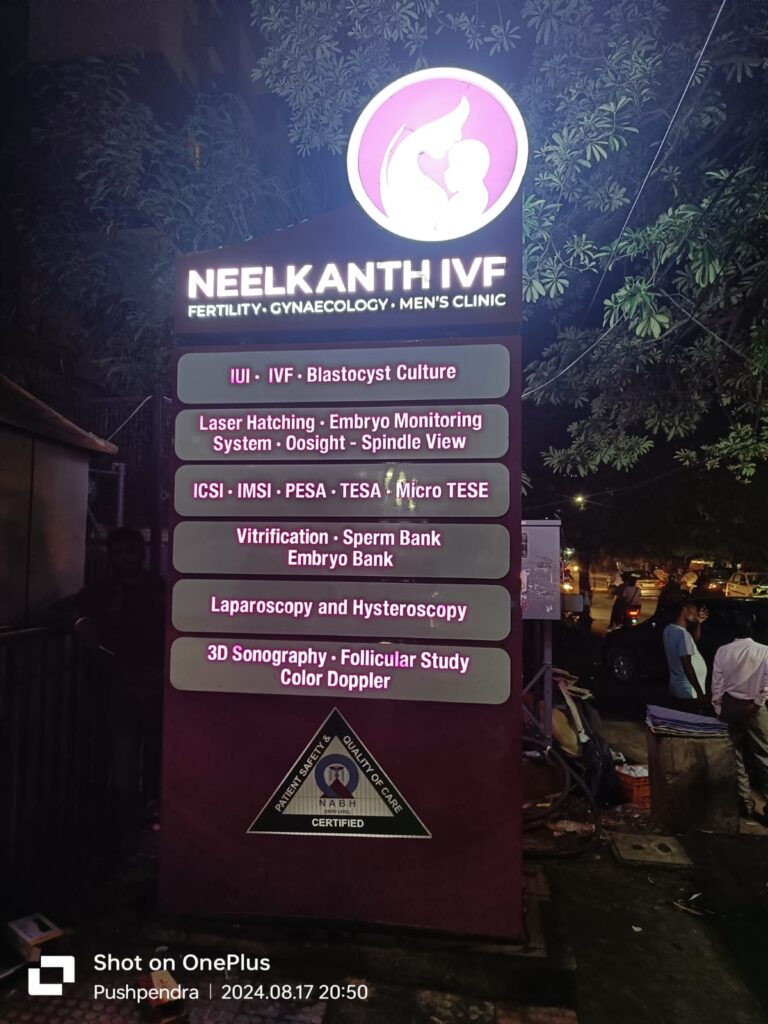 NEELKANTH IVF
FERTILITY • GYNAECOLOGY • MEN'S CLINIC
IUI • IVF • Blastocyst Culture
Laser Hatching • Embryo Monitoring
System • Oosight - Spindle View
ICSI • IMSI • PESA • TESA • Micro TESE
Vitrification • Sperm Bank
Embryo Bank
Laparoscopy and Hysteroscopy
3D Sonography • Follicular Study
Color Doppler
PATIENT SAFETY & QUALITY OF CARE
NABH
CERTIFIED
Shot on OnePlus
Pushpendra | 2024.08.17 20:50